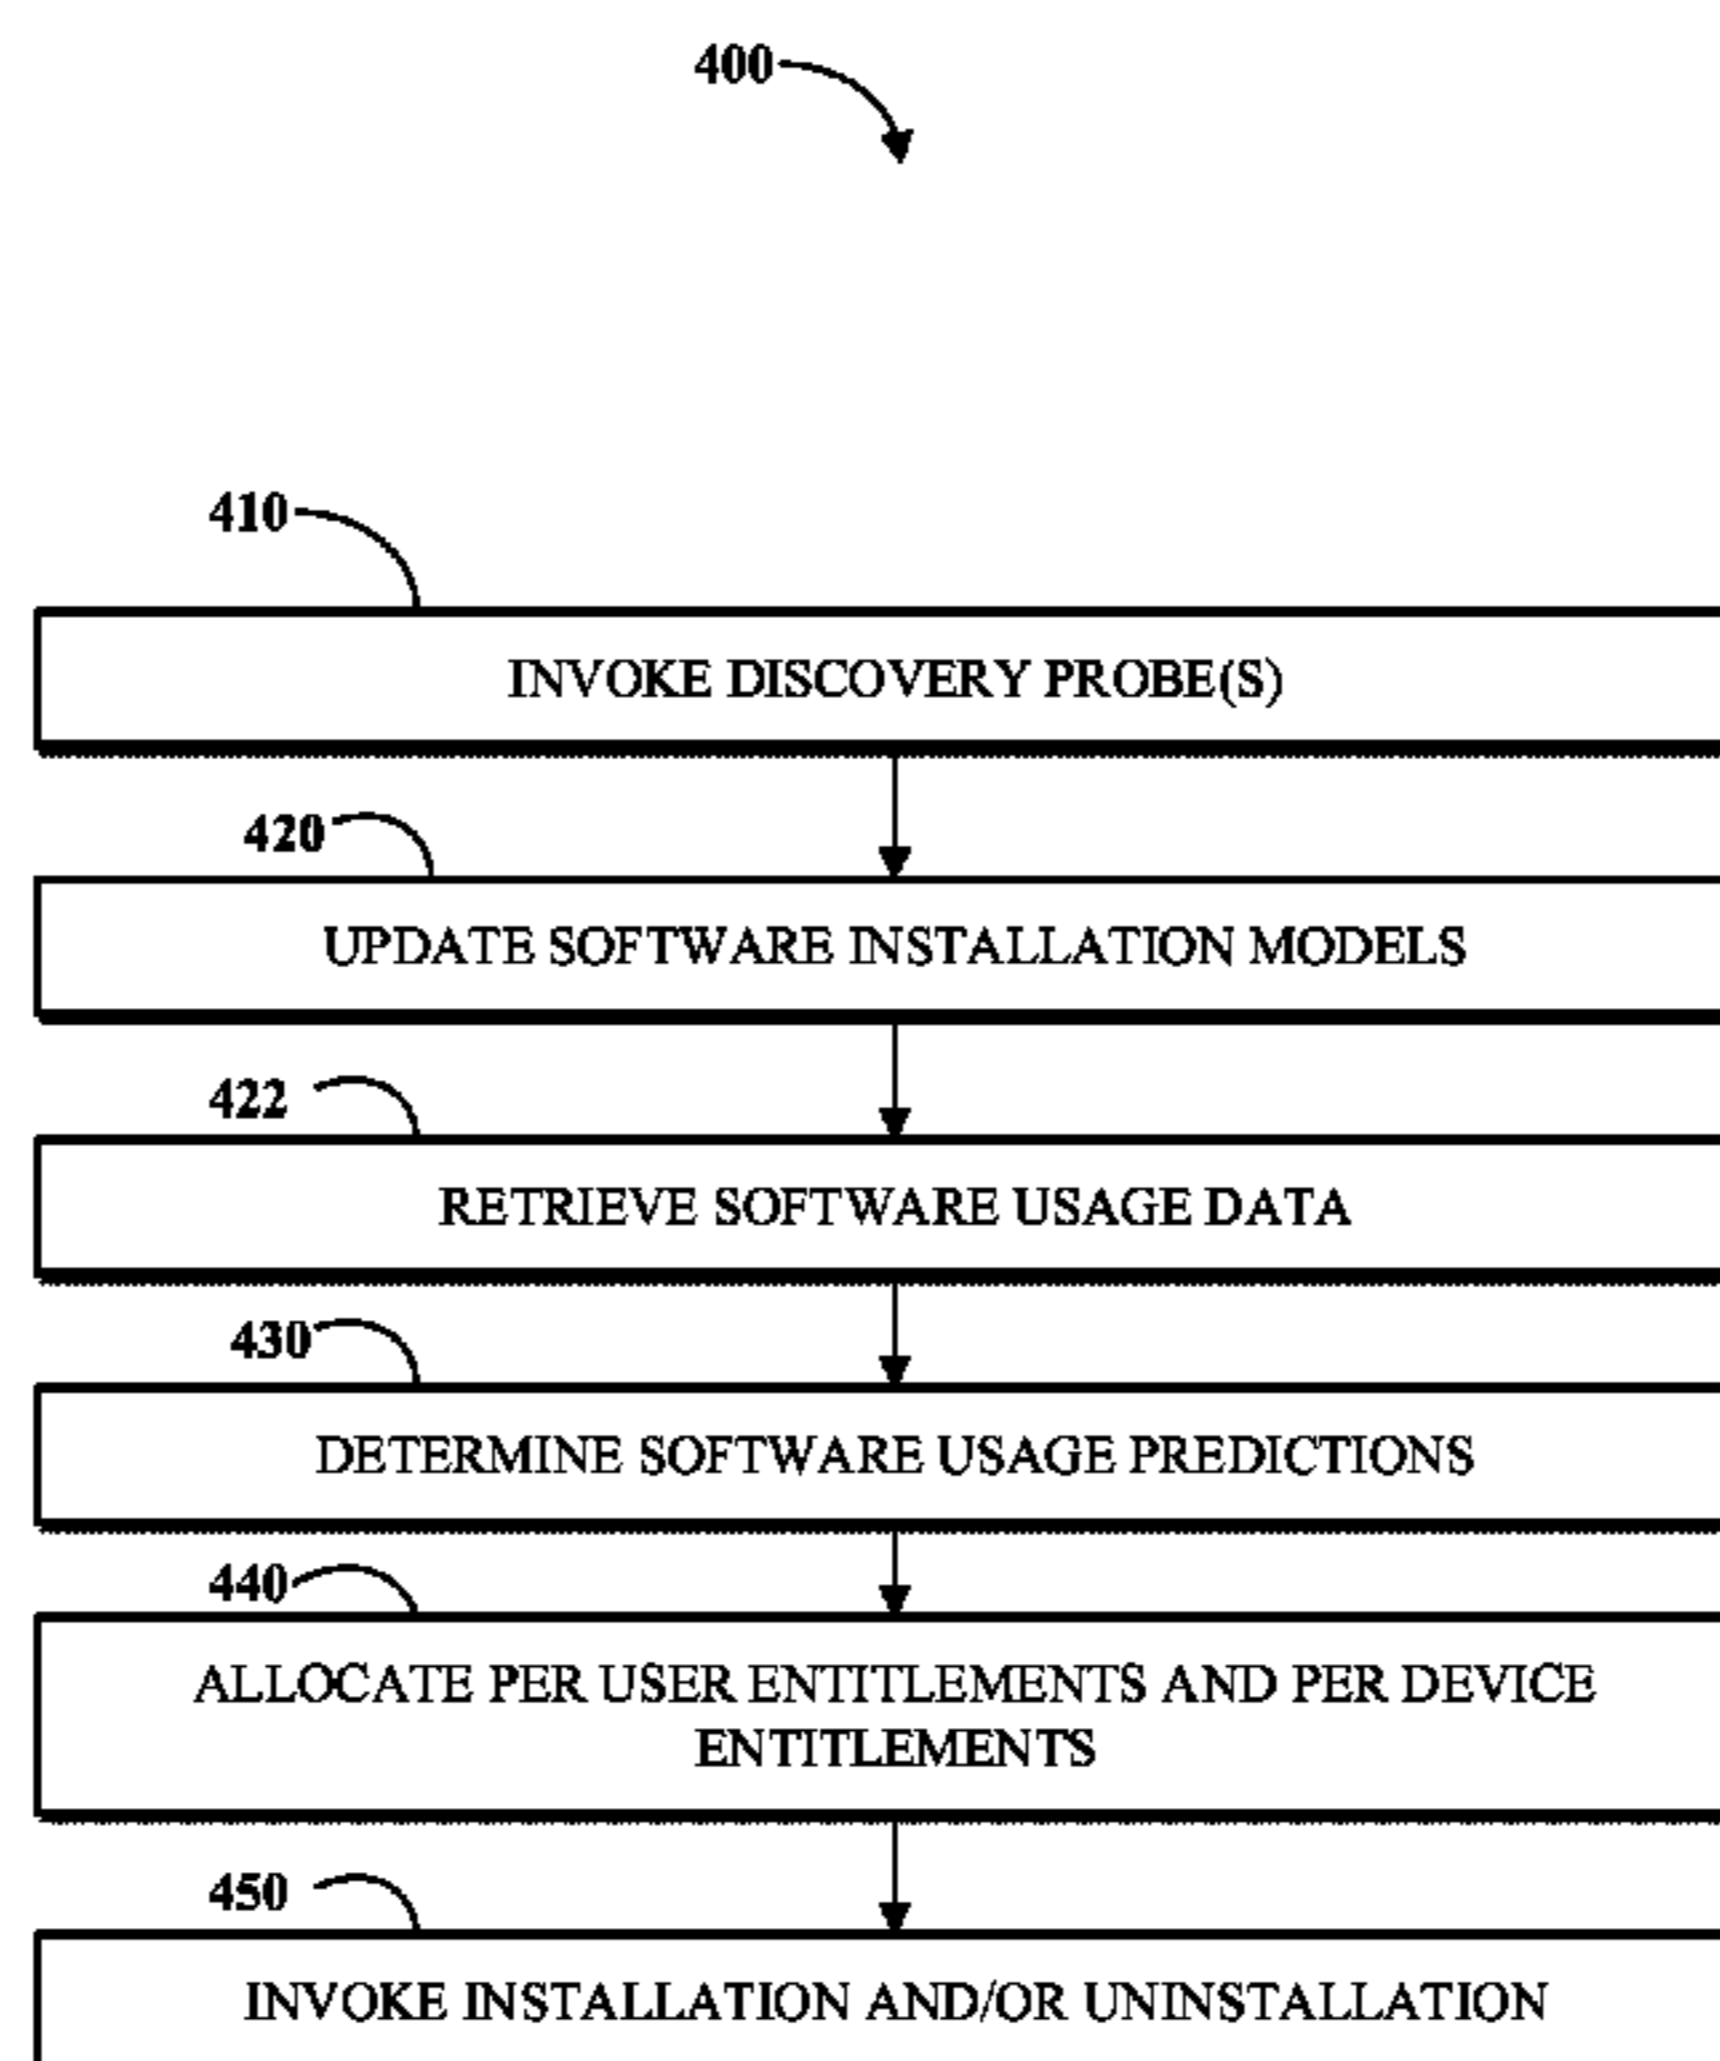 400
410
INVOKE DISCOVERY PROBE(S)
420
UPDATE SOFTWARE INSTALLATION MODELS
422
RETRIEVE SOFTWARE USAGE DATA
430
DETERMINE SOFTWARE USAGE PREDICTIONS
440
ALLOCATE PER USER ENTITLEMENTS AND PER DEVICE
ENTITLEMENTS
450
INVOKE INSTALLATION AND/OR UNINSTALLATION